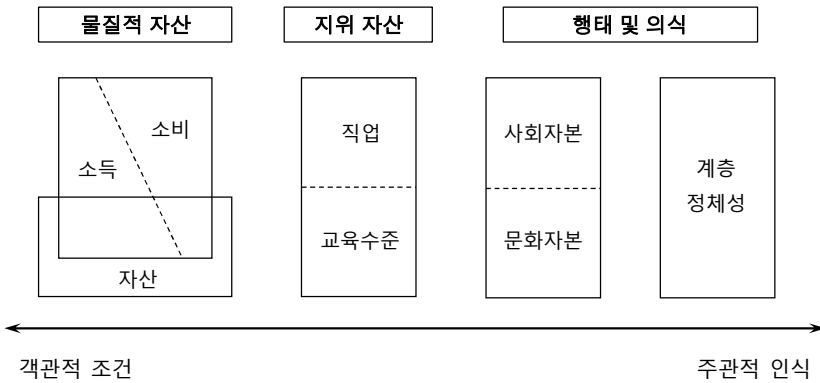 물질적 자산
지위 자산
행태 및 의식
소비
소득
자산
직업
교육수준
사회자본
문화자본
계층
정체성
객관적 조건
주관적 인식